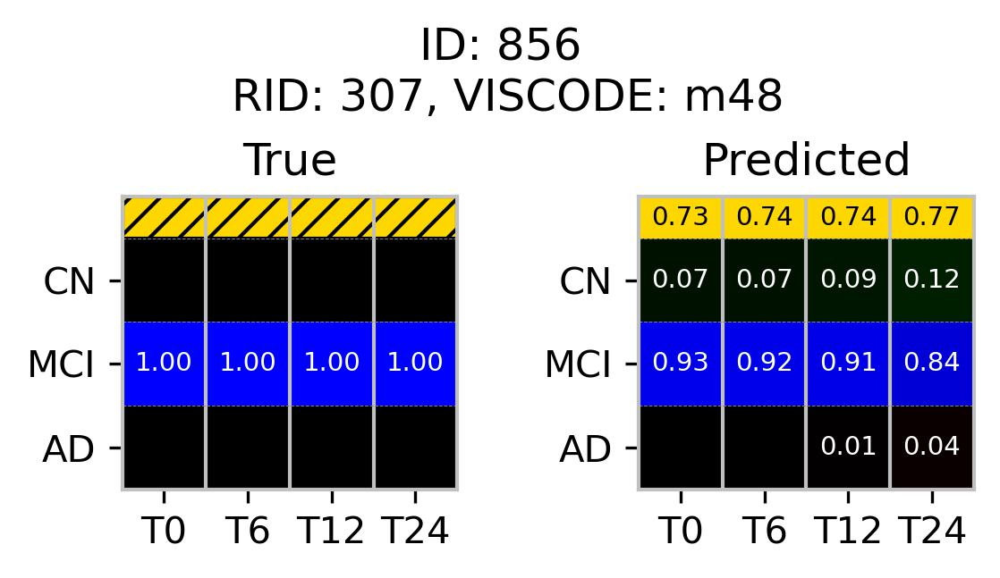 ID: 856
RID: 307, VISCODE: m48
True
Predicted
0.73 0.74 0.74 0.77
CN
CN 0.07 0.07 0.09 0.12
MCI 1.00 1.00 1.00 1.00
MCI 0.93 0.92 0.91 0.84
AD
AD 0.01 0.04
T0 T6 T12 T24
T0 T6 T12 T24